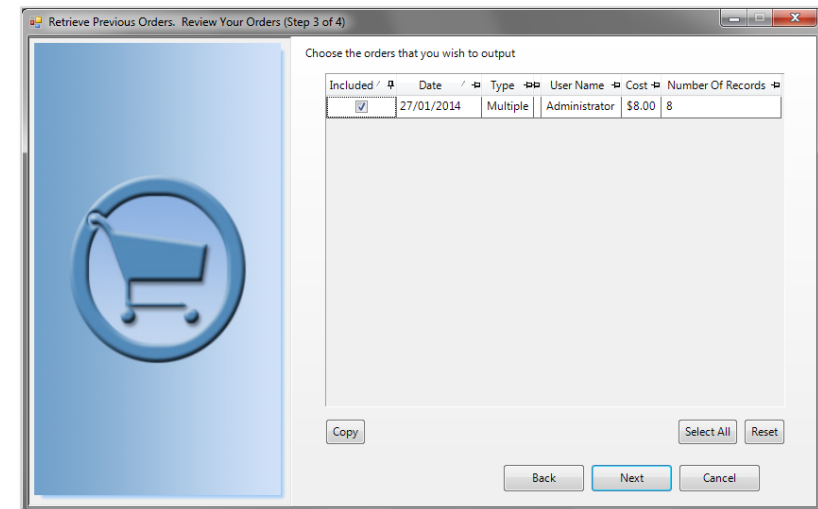 Retrieve Previous Orders. Review Your Orders (Step 3 of 4)
Choose the orders that you wish to output
Included Date Type User Name Cost Number Of Records
27/01/2014 Multiple Administrator $8.00 8
Copy Select All Reset
Back Next Cancel